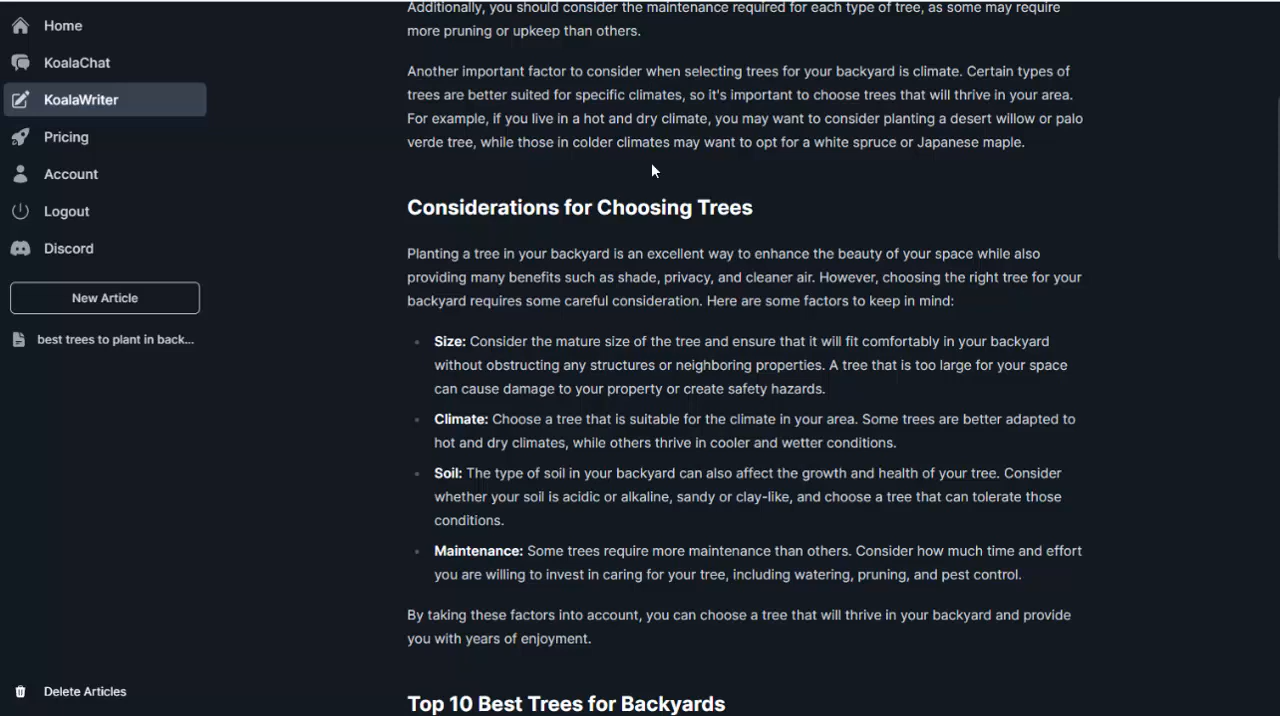 Home
KoalaChat
KoalaWriter
Pricing
Account
Logout
Discord
New Article
best trees to plant in back...
Delete Articles
Additionally, you should consider the maintenance required for each type of tree, as some may require
more pruning or upkeep than others.
Another important factor to consider when selecting trees for your backyard is climate. Certain types of
trees are better suited for specific climates, so it's important to choose trees that will thrive in your area.
For example, if you live in a hot and dry climate, you may want to consider planting a desert willow or palo
verde tree, while those in colder climates may want to opt for a white spruce or Japanese maple.
Considerations for Choosing Trees
Planting a tree in your backyard is an excellent way to enhance the beauty of your space while also
providing many benefits such as shade, privacy, and cleaner air. However, choosing the right tree for your
backyard requires some careful consideration. Here are some factors to keep in mind:
Size: Consider the mature size of the tree and ensure that it will fit comfortably in your backyard
without obstructing any structures or neighboring properties. A tree that is too large for your space
can cause damage to your property or create safety hazards.
Climate: Choose a tree that is suitable for the climate in your area. Some trees are better adapted to
hot and dry climates, while others thrive in cooler and wetter conditions.
Soil: The type of soil in your backyard can also affect the growth and health of your tree. Consider
whether your soil is acidic or alkaline, sandy or clay-like, and choose a tree that can tolerate those
conditions.
Maintenance: Some trees require more maintenance than others. Consider how much time and effort
you are willing to invest in caring for your tree, including watering, pruning, and pest control.
By taking these factors into account, you can choose a tree that will thrive in your backyard and provide
you with years of enjoyment.
Top 10 Best Trees for Backyards